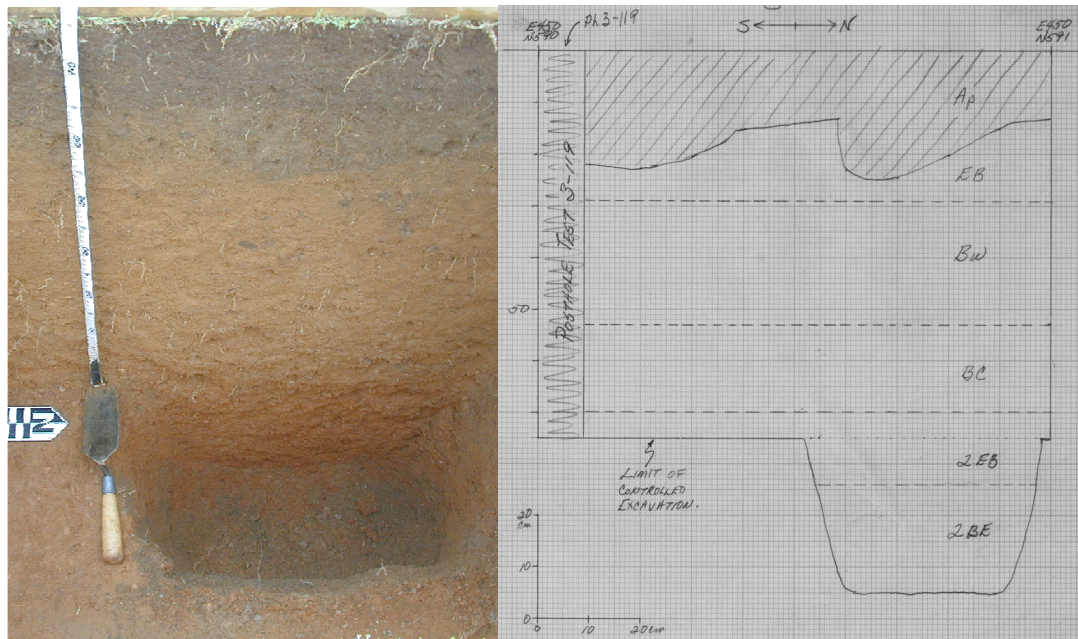 E450
N590
Ph3-119
S N
E450
N591
Ap
EB
POSTHOLE TEST 3-119
Bw
50
BC
2EB
LIMIT OF
CONTROLLED
EXCAVATION.
20
cm
2BE
10
0
0 10 20cm
N